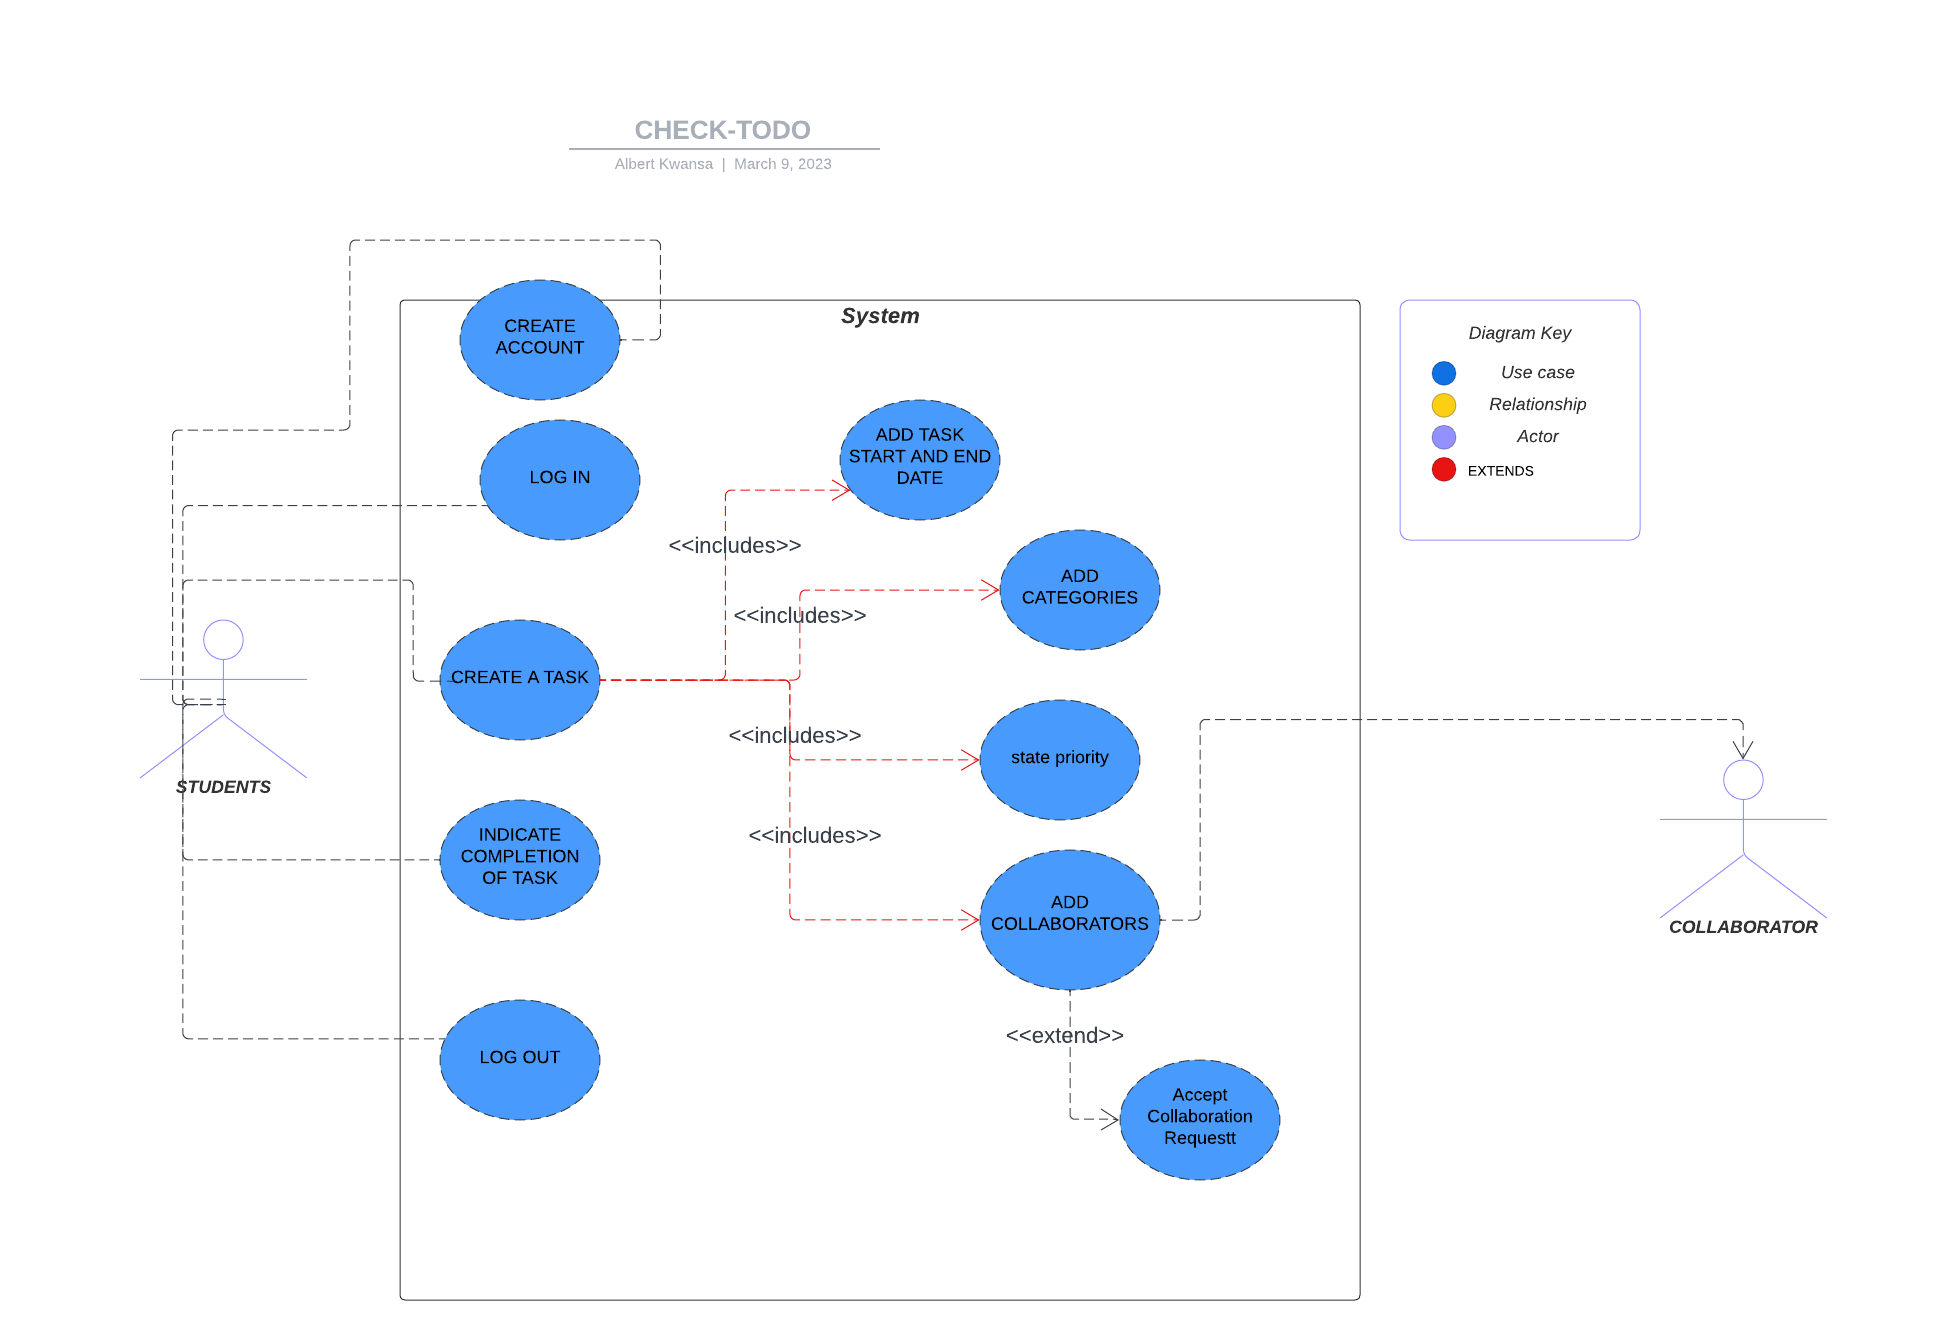 CHECK-TODO
Albert Kwansa | March 9, 2023
System
CREATE
ACCOUNT
LOG IN
ADD TASK
START AND END
DATE
<<includes>>
ADD
CATEGORIES
<<includes>>
CREATE A TASK
<<includes>>
state priority
STUDENTS
INDICATE
COMPLETION
OF TASK
<<includes>>
ADD
COLLABORATORS
<<extend>>
LOG OUT
Accept
Collaboration
Requestt
Diagram Key
Use case
Relationship
Actor
EXTENDS
COLLABORATOR